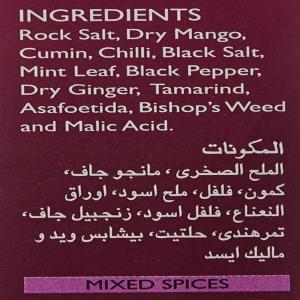 INGREDIENTS
Rock Salt, Dry Mango,
Cumin, Chilli, Black Salt,
Mint Leaf, Black Pepper,
Dry Ginger, Tamarind,
Asafoetida, Bishop's Weed
and Malic Acid.
المكونات
الملح الصخرى، مانجو جاف،
كمون، فلفل، ملح اسود، اوراق
النعناع، فلفل اسود، زنجبيل جاف،
تمرهندى، حلتيت، بيشابس ويد و
ماليك ايسد
MIXED SPICES